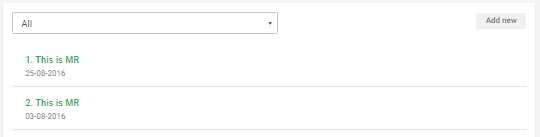 All
Add new
1. This is MR
25-08-2016
2. This is MR
03-08-2016